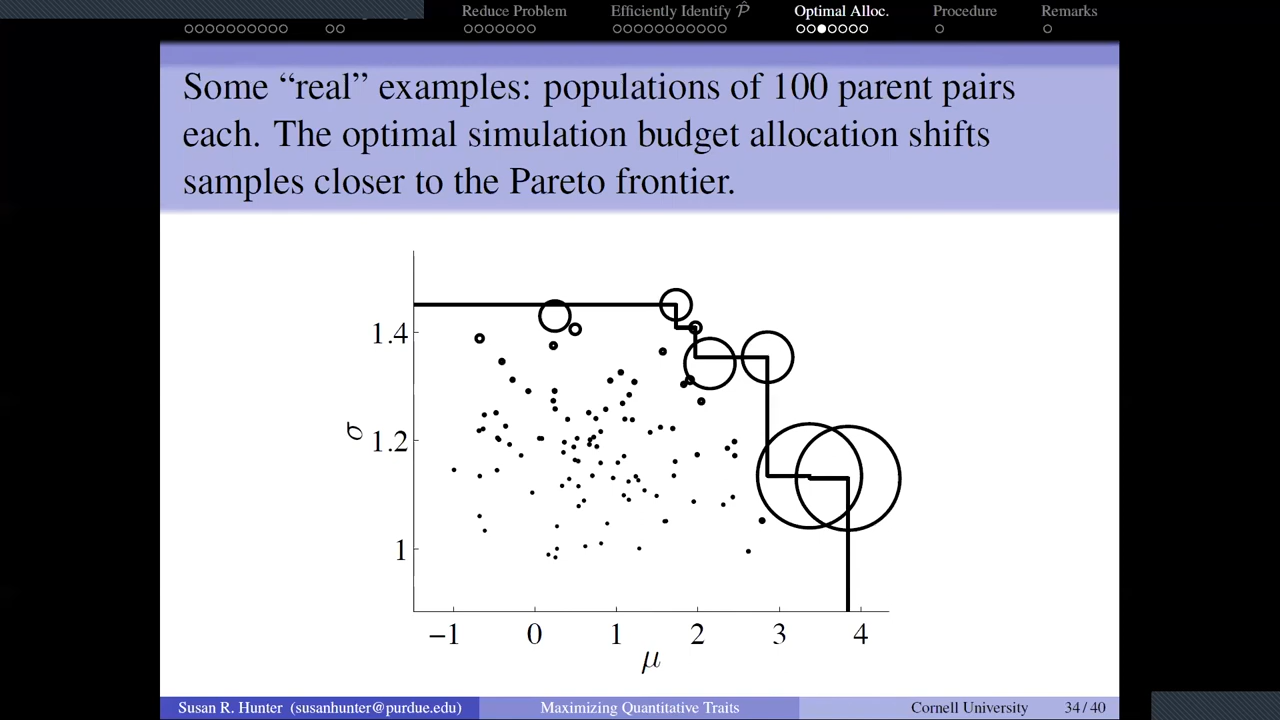 Reduce Problem
Efficiently Identify P̂
Optimal Alloc.
Procedure
Remarks
Some “real” examples: populations of 100 parent pairs
each. The optimal simulation budget allocation shifts
samples closer to the Pareto frontier.
1.4
σ
1.2
1
−1 0 1 2 3 4
μ
Susan R. Hunter (susanhunter@purdue.edu)
Maximizing Quantitative Traits
Cornell University
34 / 40